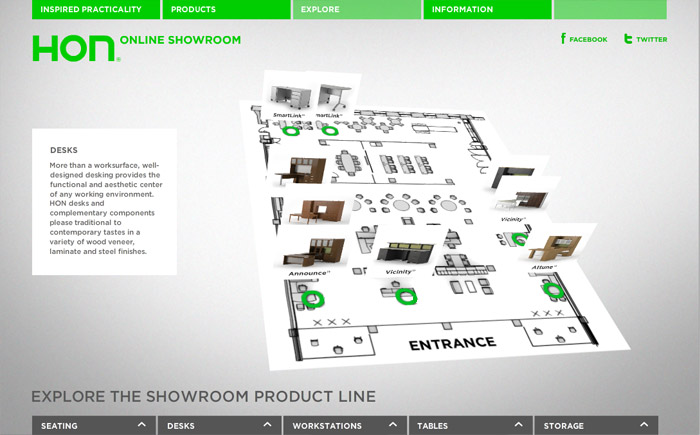 INSPIRED PRACTICALITY
PRODUCTS
EXPLORE
INFORMATION
HON®
ONLINE SHOWROOM
FACEBOOK
TWITTER
DESKS
More than a worksurface, well-
designed desking provides the
functional and aesthetic center
of any working environment.
HON desks and
complementary components
please traditional to
contemporary tastes in a
variety of wood veneer,
laminate and steel finishes.
SmartLink™
martLink™
Vicinity™
Announce™
Vicinity™
Attune™
ENTRANCE
EXPLORE THE SHOWROOM PRODUCT LINE
SEATING
DESKS
WORKSTATIONS
TABLES
STORAGE